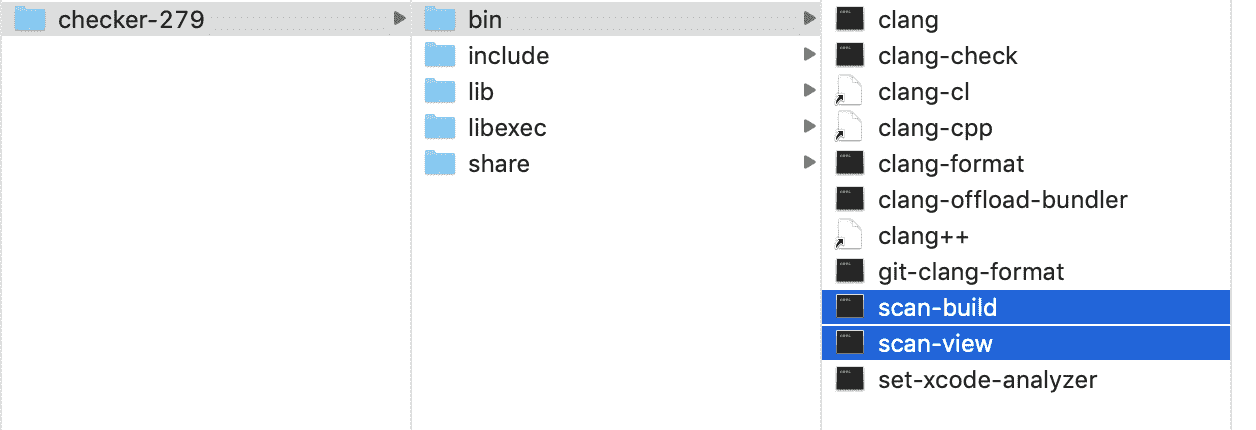 checker-279
bin
include
lib
libexec
share
clang
clang-check
clang-cl
clang-cpp
clang-format
clang-offload-bundler
clang++
git-clang-format
scan-build
scan-view
set-xcode-analyzer